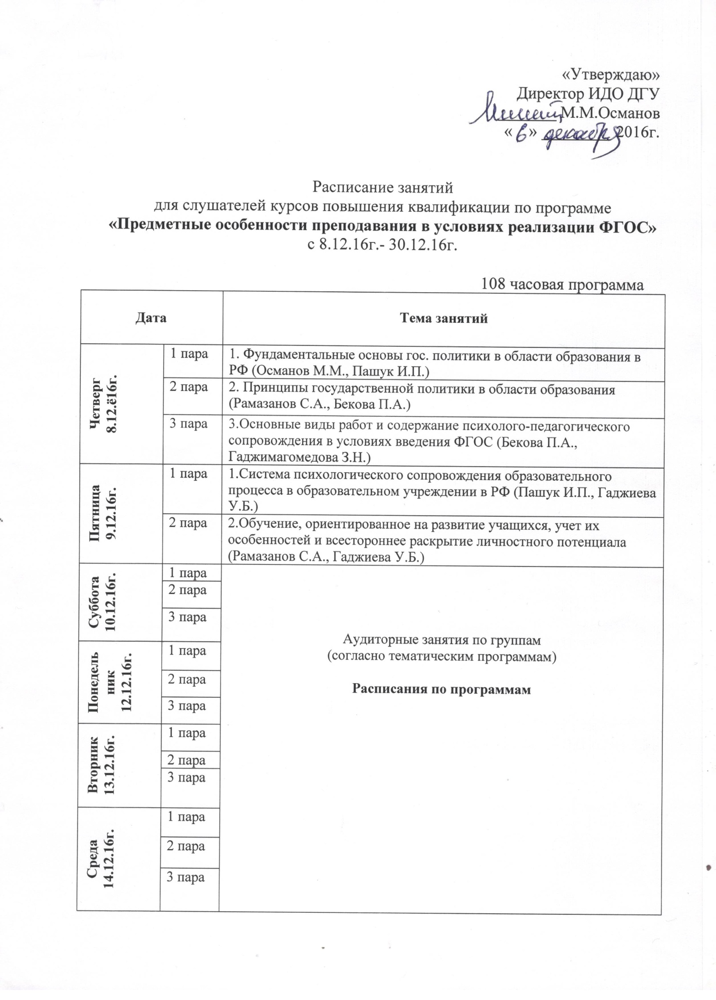 «Утверждаю»
Директор ИДО ДГУ
М.М.Османов
« 6 » декабря 2016г.
Расписание занятий
для слушателей курсов повышения квалификации по программе
«Предметные особенности преподавания в условиях реализации ФГОС»
с 8.12.16г.- 30.12.16г.
108 часовая программа
Дата
Тема занятий
Четверг
8.12.ё16г.
1 пара
1. Фундаментальные основы гос. политики в области образования в
РФ (Османов М.М., Пашук И.П.)
2 пара
2. Принципы государственной политики в области образования
(Рамазанов С.А., Бекова П.А.)
3 пара
3.Основные виды работ и содержание психолого-педагогического
сопровождения в условиях введения ФГОС (Бекова П.А.,
Гаджимагомедова З.Н.)
Пятница
9.12.16г.
1 пара
1.Система психологического сопровождения образовательного
процесса в образовательном учреждении в РФ (Пашук И.П., Гаджиева
У.Б.)
2 пара
2.Обучение, ориентированное на развитие учащихся, учет их
особенностей и всестороннее раскрытие личностного потенциала
(Рамазанов С.А., Гаджиева У.Б.)
Суббота
10.12.16г.
1 пара
2 пара
3 пара
Аудиторные занятия по группам
(согласно тематическим программам)
Расписания по программам
Понедель
ник
12.12.16г.
1 пара
2 пара
3 пара
Вторник
13.12.16г.
1 пара
2 пара
3 пара
Среда
14.12.16г.
1 пара
2 пара
3 пара